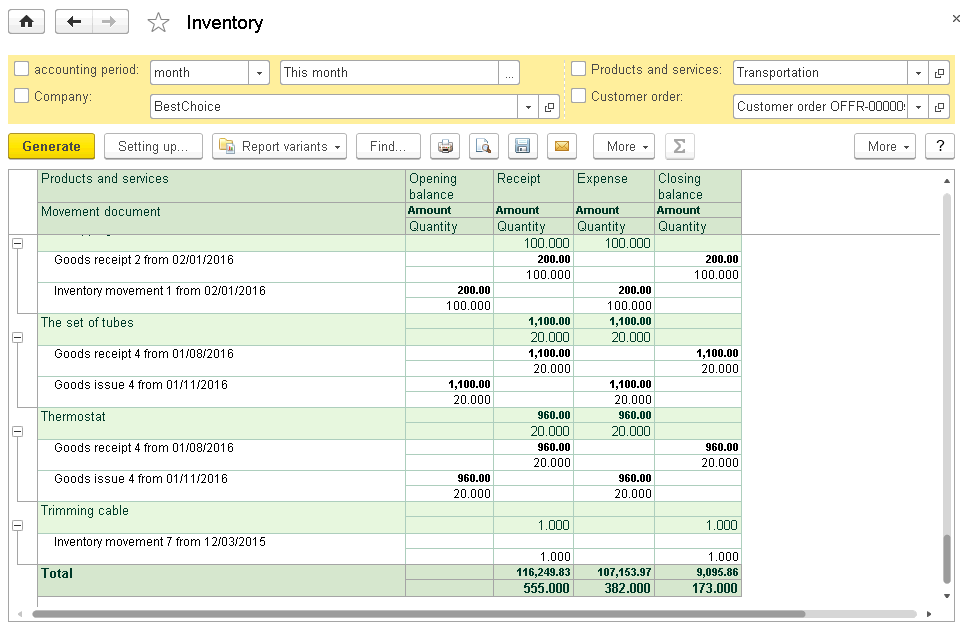 Inventory
accounting period: month This month Products and services: Transportation
Company: BestChoice Customer order: Customer order OFFR-00000
Generate Setting up... Report variants Find... More Σ More ?
Products and services Opening balance Receipt Expense Closing balance
Movement document Amount Amount Amount Amount
Quantity Quantity Quantity Quantity
100.000 100.000
Goods receipt 2 from 02/01/2016 200.00 200.00
100.000 100.000
Inventory movement 1 from 02/01/2016 200.00 200.00
100.000 100.000
The set of tubes 1,100.00 1,100.00
20.000 20.000
Goods receipt 4 from 01/08/2016 1,100.00 1,100.00
20.000 20.000
Goods issue 4 from 01/11/2016 1,100.00 1,100.00
20.000 20.000
Thermostat 960.00 960.00
20.000 20.000
Goods receipt 4 from 01/08/2016 960.00 960.00
20.000 20.000
Goods issue 4 from 01/11/2016 960.00 960.00
20.000 20.000
Trimming cable
1.000 1.000
Inventory movement 7 from 12/03/2015
1.000 1.000
Total 116,249.83 107,153.97 9,095.86
555.000 382.000 173.000